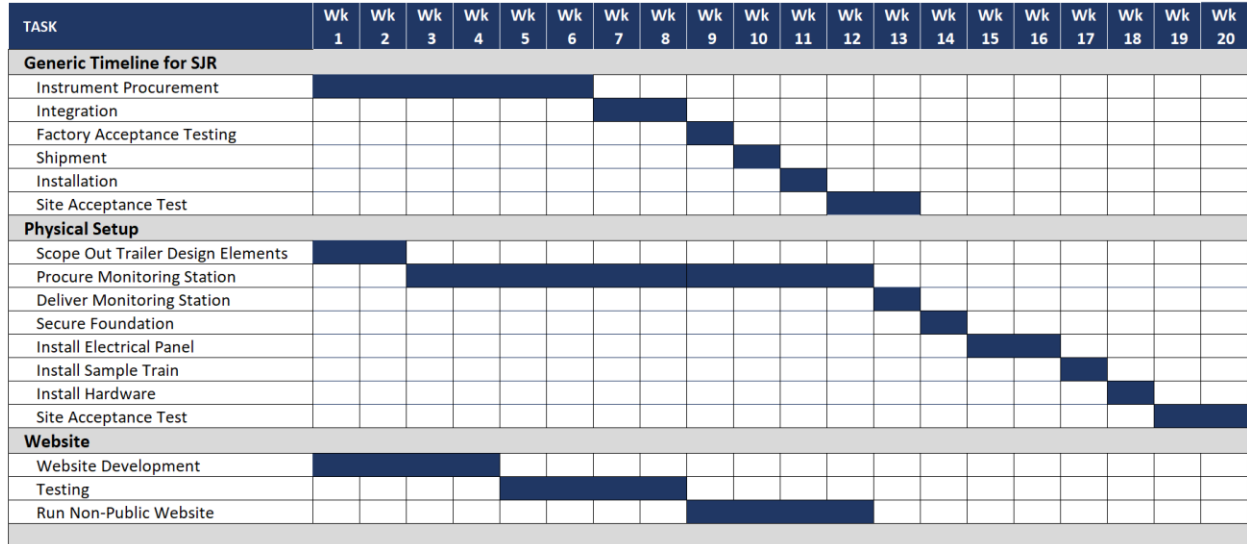 TASK Wk 1 Wk 2 Wk 3 Wk 4 Wk 5 Wk 6 Wk 7 Wk 8 Wk 9 Wk 10 Wk 11 Wk 12 Wk 13 Wk 14 Wk 15 Wk 16 Wk 17 Wk 18 Wk 19 Wk 20
Generic Timeline for SJR
Instrument Procurement
Integration
Factory Acceptance Testing
Shipment
Installation
Site Acceptance Test
Physical Setup
Scope Out Trailer Design Elements
Procure Monitoring Station
Deliver Monitoring Station
Secure Foundation
Install Electrical Panel
Install Sample Train
Install Hardware
Site Acceptance Test
Website
Website Development
Testing
Run Non-Public Website